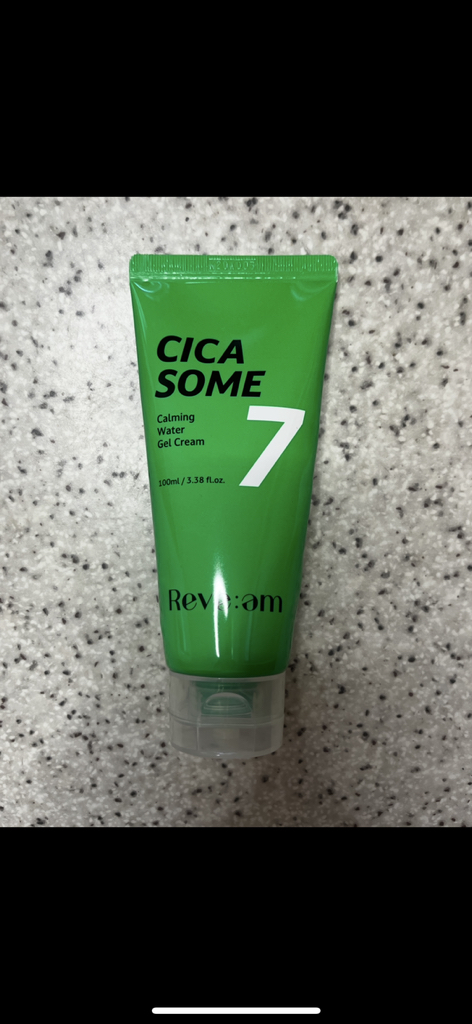 CICA
SOME
7
Calming
Water
Gel Cream
100ml / 3.38 fl.oz.
Reve:am